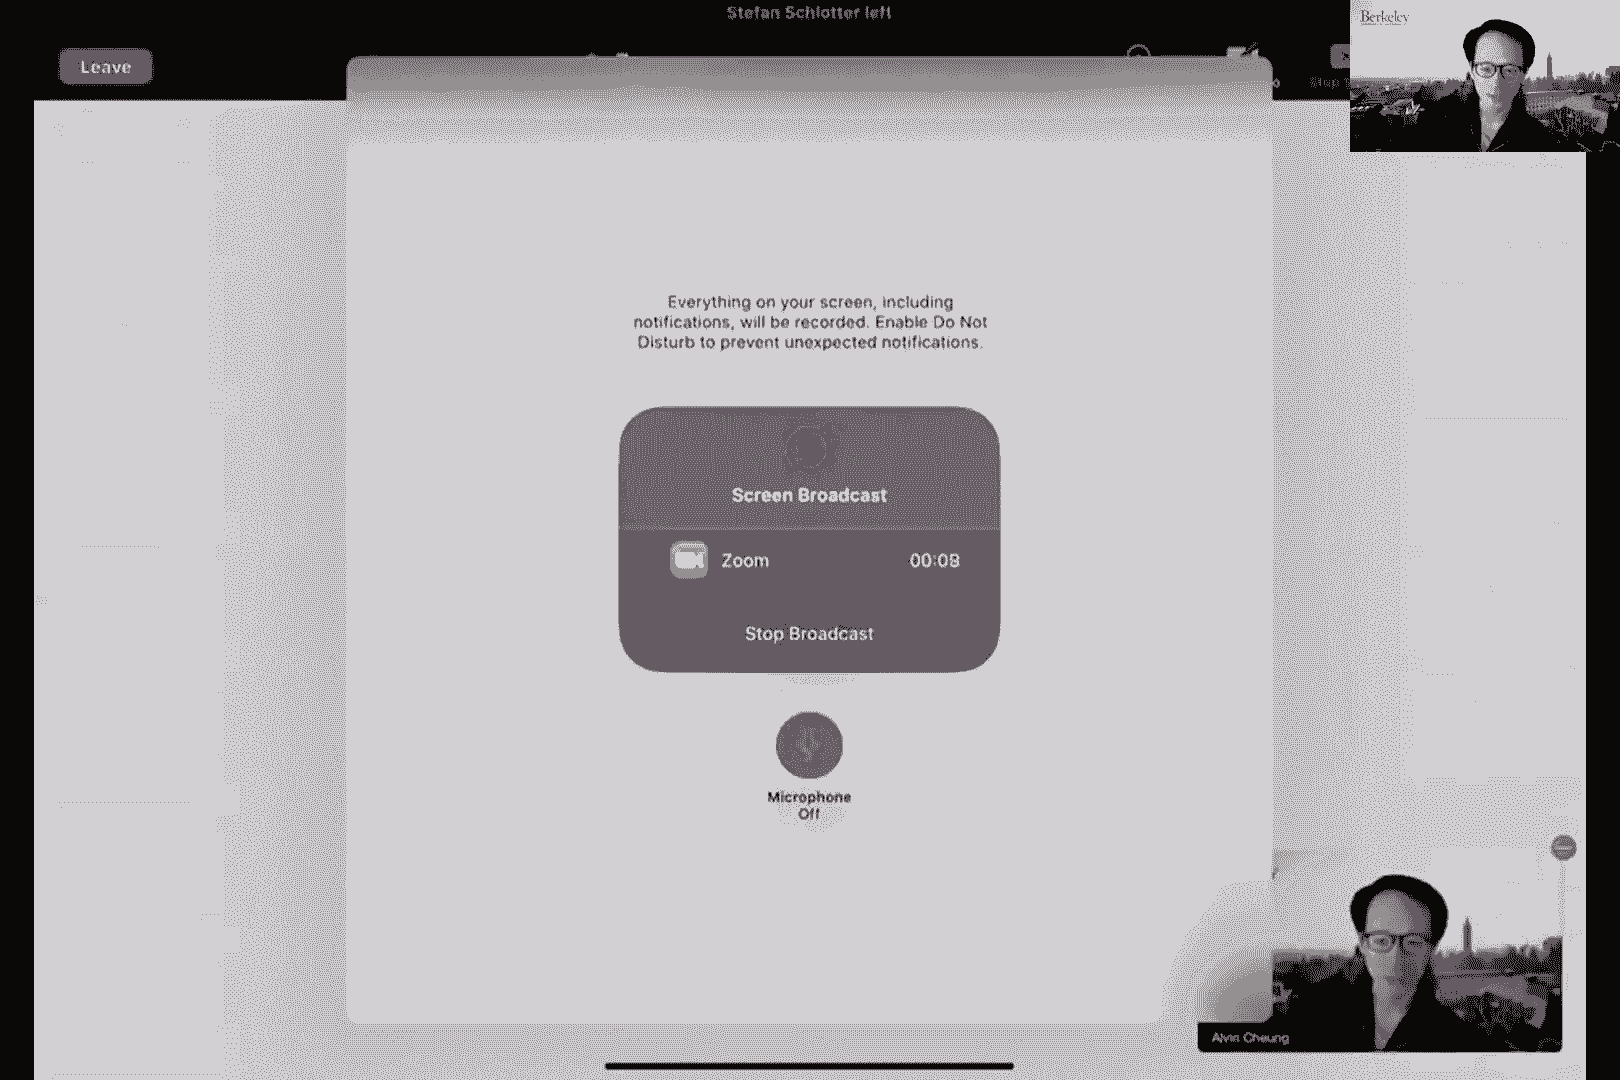 Stefan Schlotter left
Berkeley
Leave
Stop
Everything on your screen, including
notifications, will be recorded. Enable Do Not
Disturb to prevent unexpected notifications.
Screen Broadcast
Zoom 00:08
Stop Broadcast
Microphone
Off
Alvin Cheung